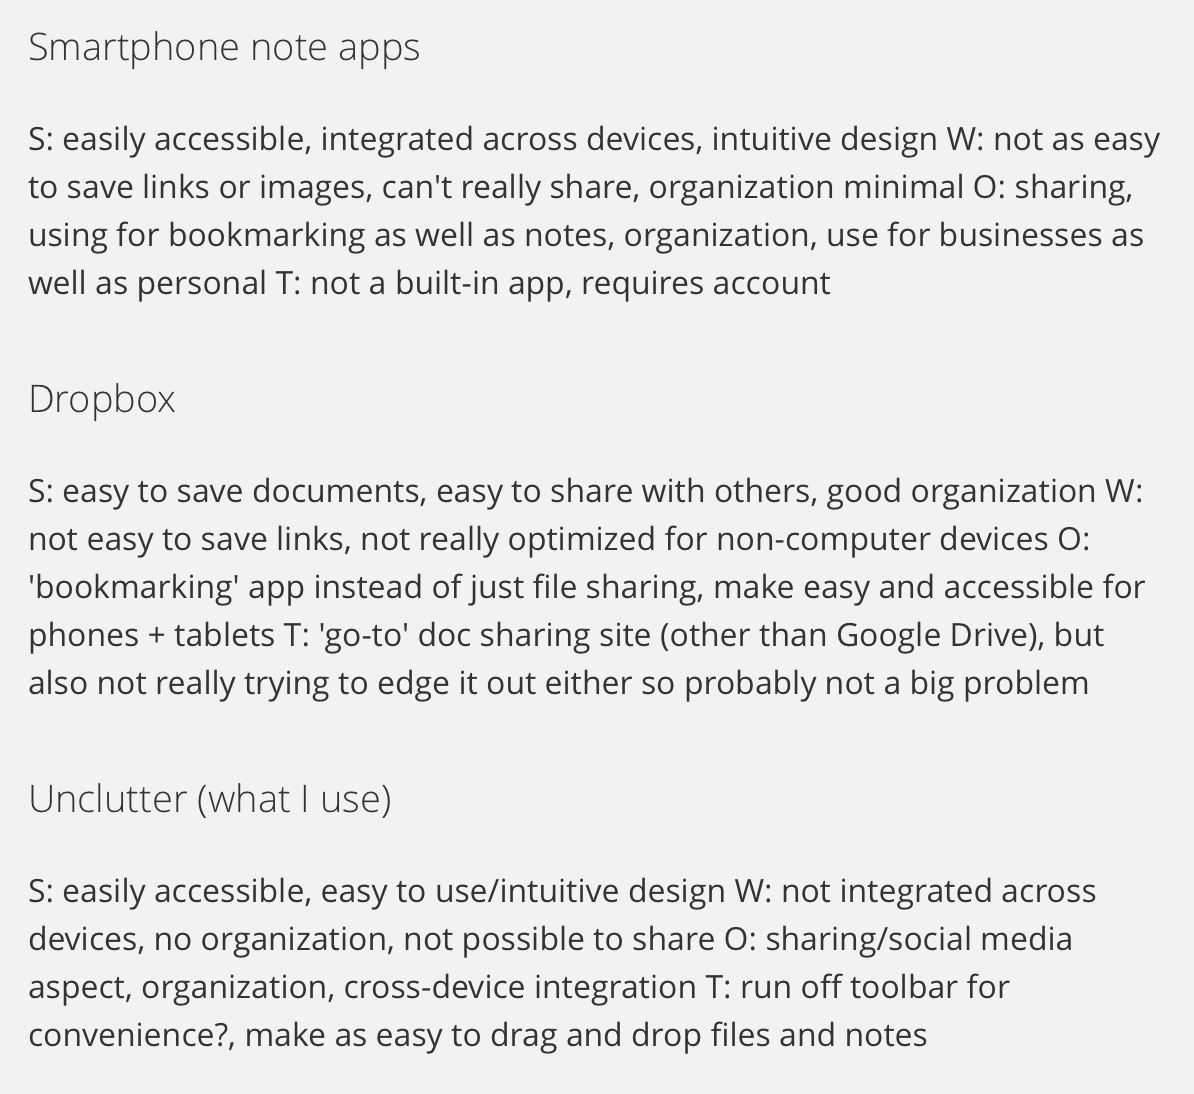 Smartphone note apps
S: easily accessible, integrated across devices, intuitive design W: not as easy
to save links or images, can't really share, organization minimal O: sharing,
using for bookmarking as well as notes, organization, use for businesses as
well as personal T: not a built-in app, requires account
Dropbox
S: easy to save documents, easy to share with others, good organization W:
not easy to save links, not really optimized for non-computer devices O:
'bookmarking' app instead of just file sharing, make easy and accessible for
phones + tablets T: 'go-to' doc sharing site (other than Google Drive), but
also not really trying to edge it out either so probably not a big problem
Unclutter (what I use)
S: easily accessible, easy to use/intuitive design W: not integrated across
devices, no organization, not possible to share O: sharing/social media
aspect, organization, cross-device integration T: run off toolbar for
convenience?, make as easy to drag and drop files and notes